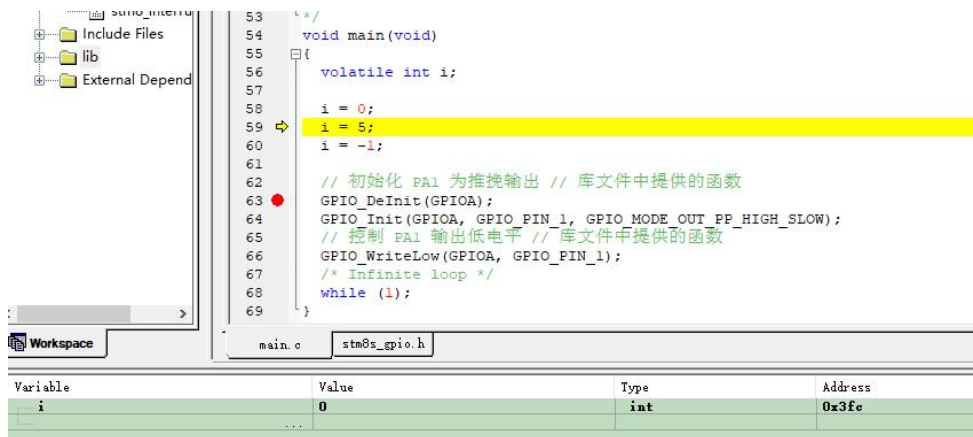 Include Files
lib
External Depend
53 */
54 void main(void)
55 {
56 volatile int i;
57
58 i = 0;
59 i = 5;
60 i = -1;
61
62 // 初始化 PA1 为推挽输出 // 库文件中提供的函数
63 GPIO_DeInit(GPIOA);
64 GPIO_Init(GPIOA, GPIO_PIN_1, GPIO_MODE_OUT_PP_HIGH_SLOW);
65 // 控制 PA1 输出低电平 // 库文件中提供的函数
66 GPIO_WriteLow(GPIOA, GPIO_PIN_1);
67 /* Infinite loop */
68 while (1);
69 }
Workspace
main.c stm8s_gpio.h
Variable Value Type Address
i 0 int 0x3fc
...